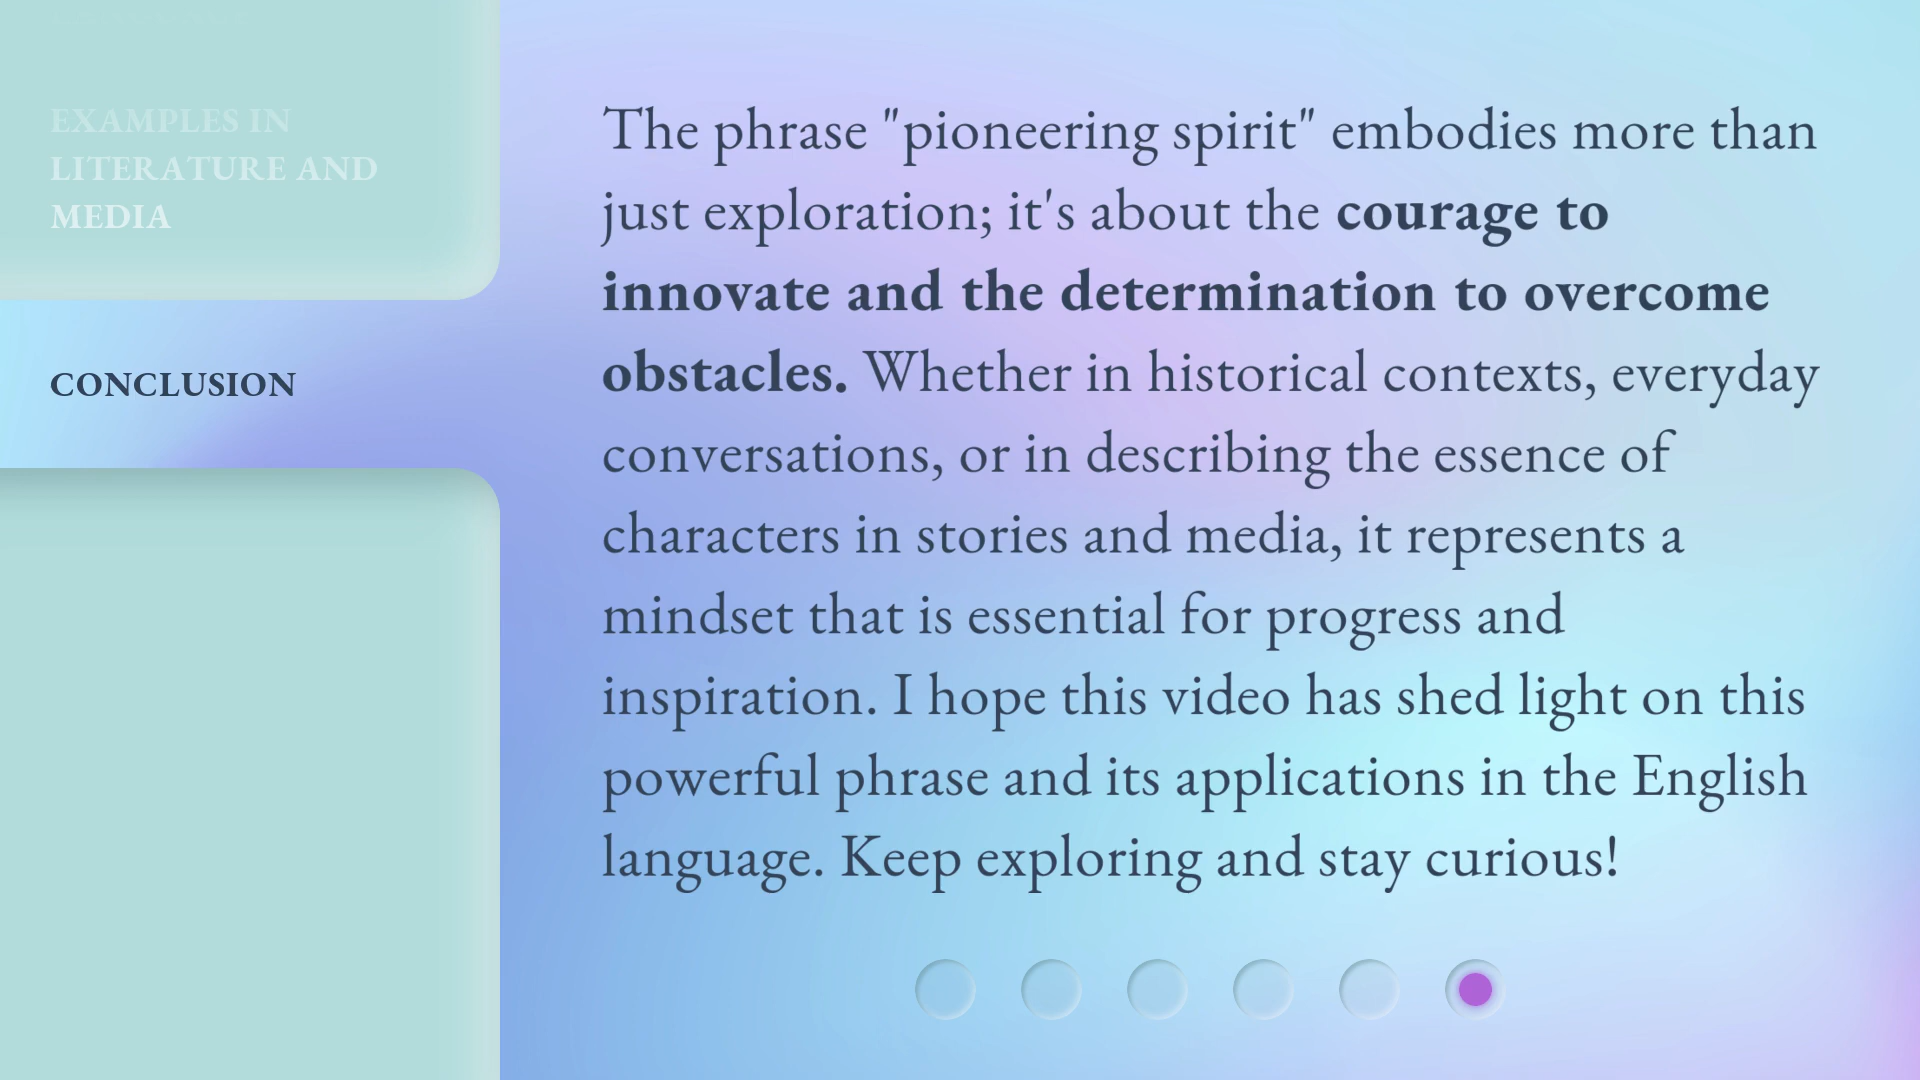 EXAMPLES IN
LITERATURE AND
MEDIA
CONCLUSION
The phrase "pioneering spirit" embodies more than
just exploration; it's about the courage to
innovate and the determination to overcome
obstacles. Whether in historical contexts, everyday
conversations, or in describing the essence of
characters in stories and media, it represents a
mindset that is essential for progress and
inspiration. I hope this video has shed light on this
powerful phrase and its applications in the English
language. Keep exploring and stay curious!